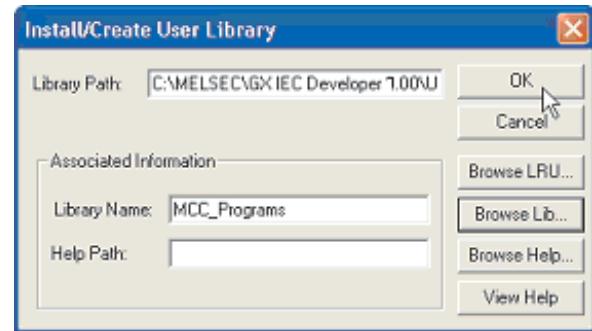 Install/Create User Library
Library Path: C:\MELSEC\GX IEC Developer 7.00\U
OK
Cancel
Associated Information
Browse LRU...
Library Name: MCC_Programs
Browse Lib...
Help Path:
Browse Help...
View Help